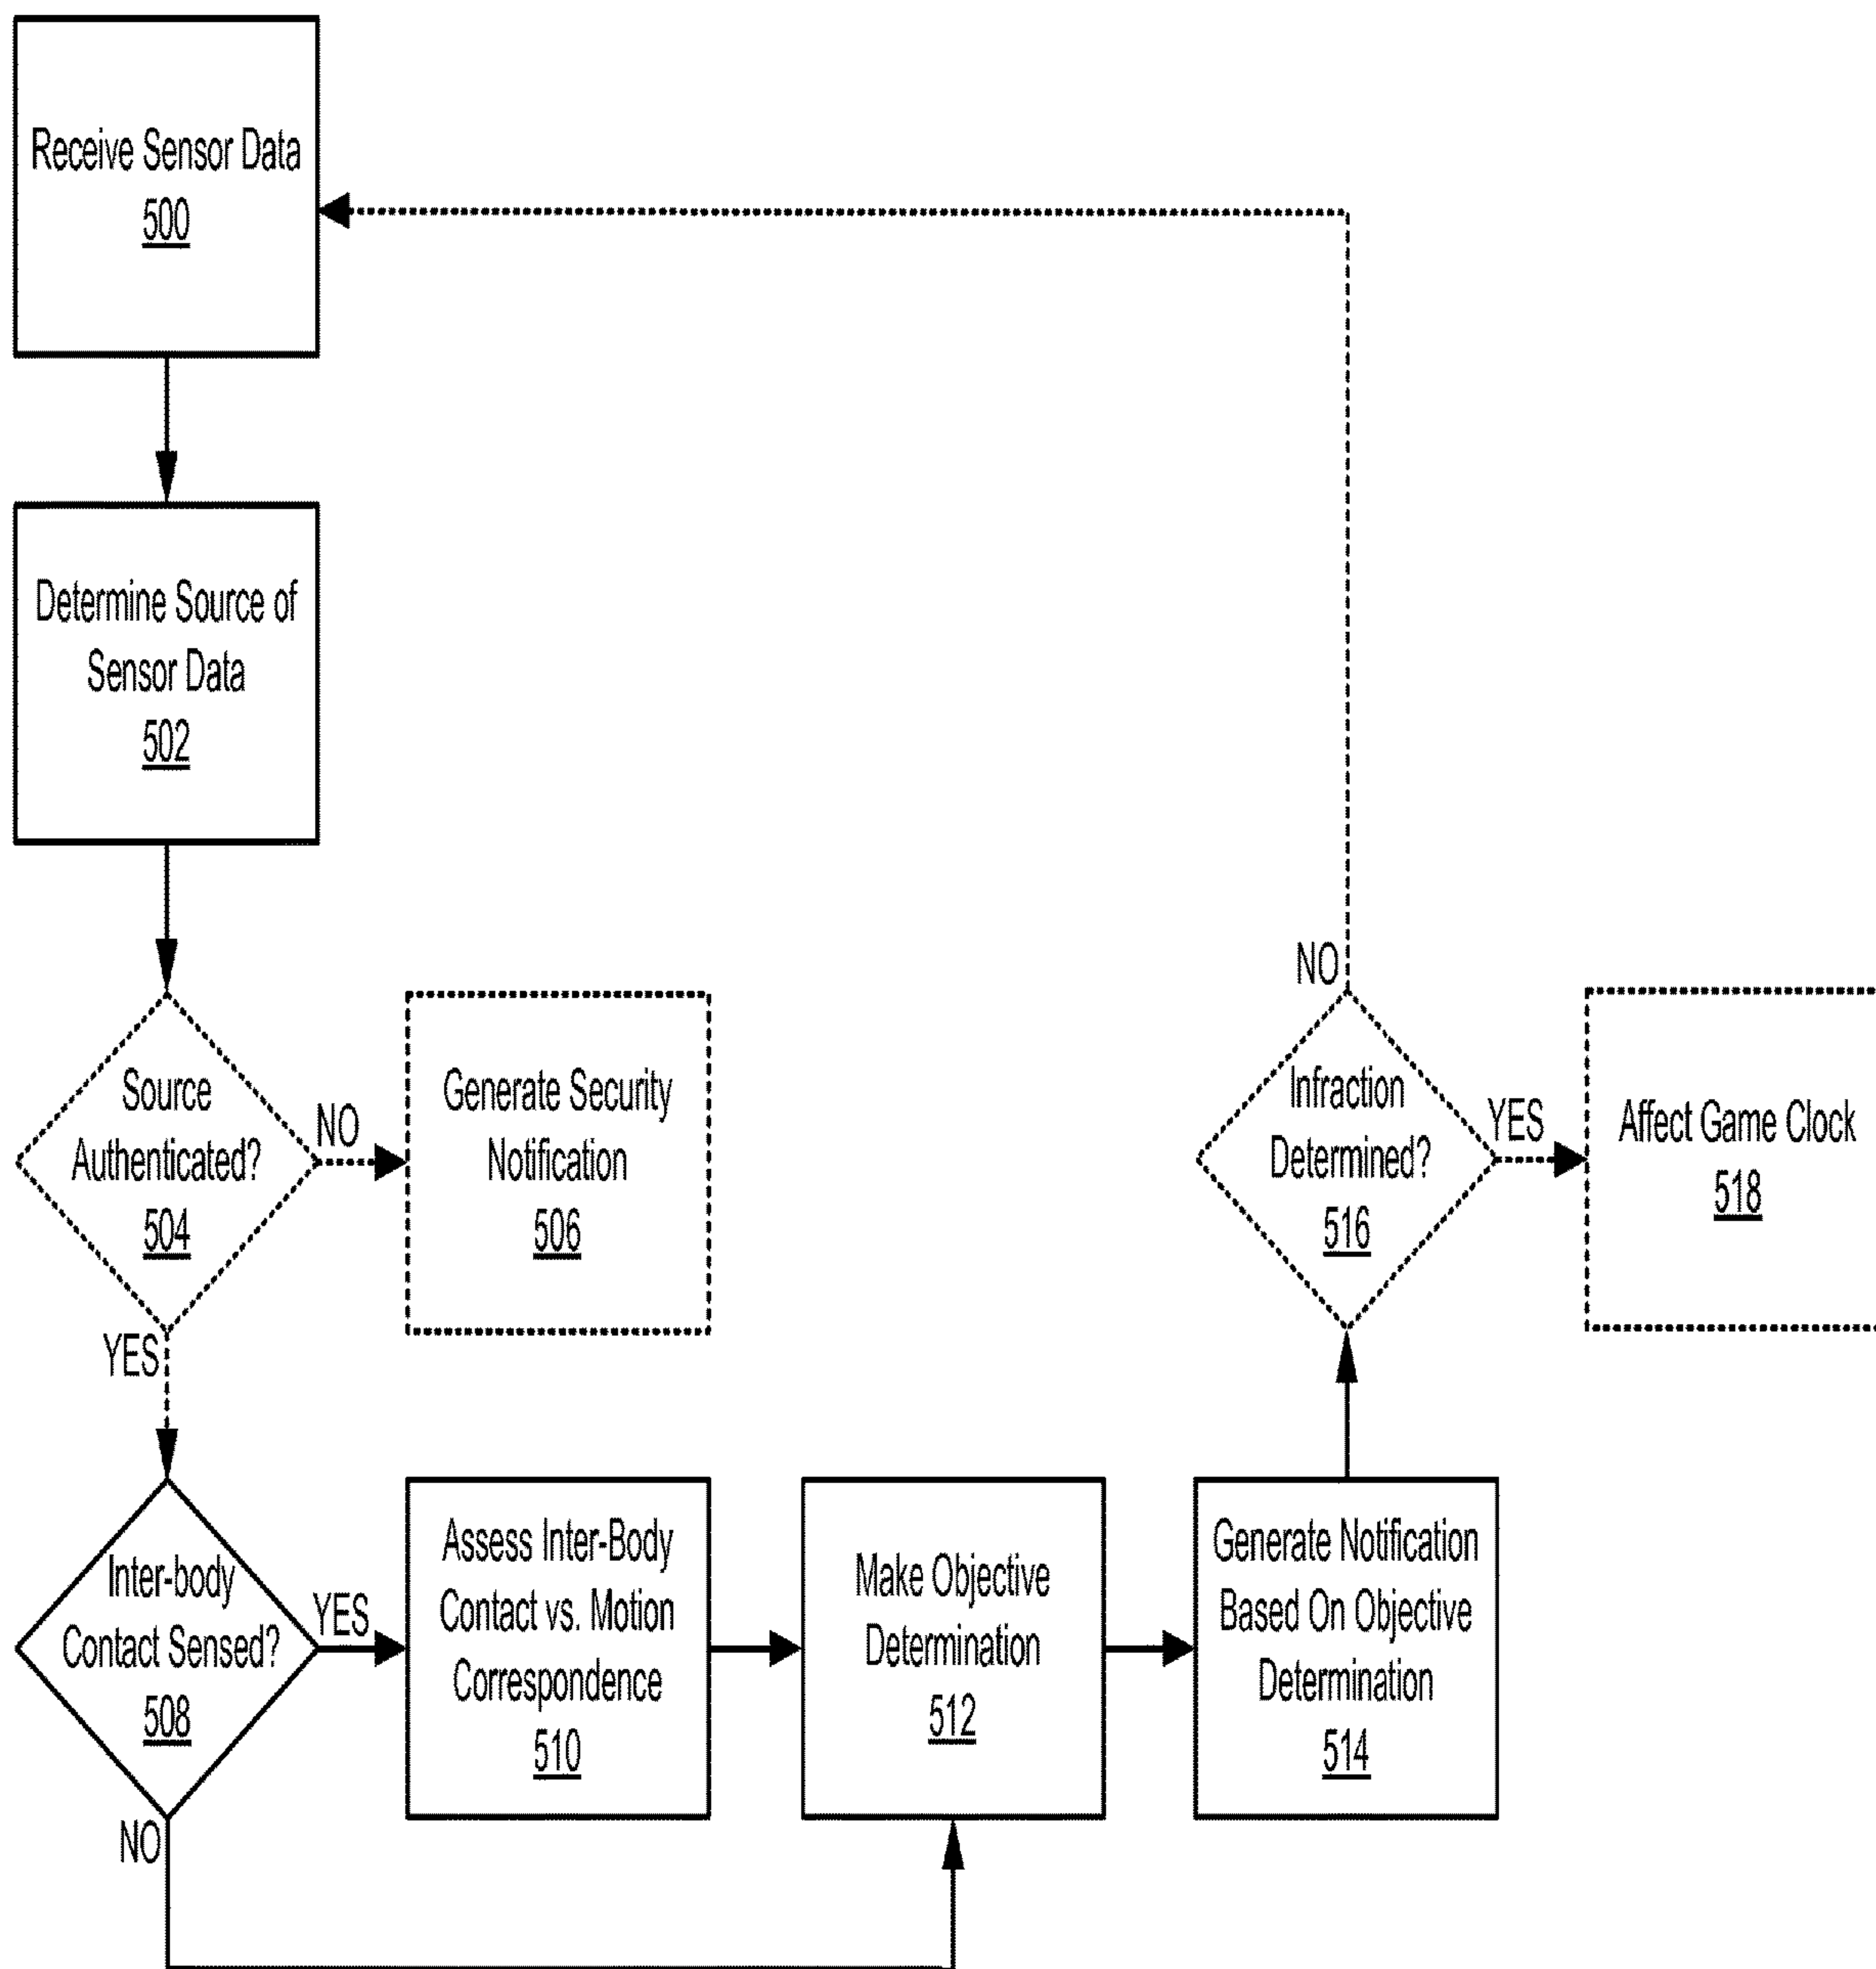 Receive Sensor Data
500
Determine Source of
Sensor Data
502
Source
Authenticated?
504
NO
YES
Generate Security
Notification
506
Inter-body
Contact Sensed?
508
YES
NO
Assess Inter-Body
Contact vs. Motion
Correspondence
510
Make Objective
Determination
512
Generate Notification
Based On Objective
Determination
514
Infraction
Determined?
516
NO
YES
Affect Game Clock
518